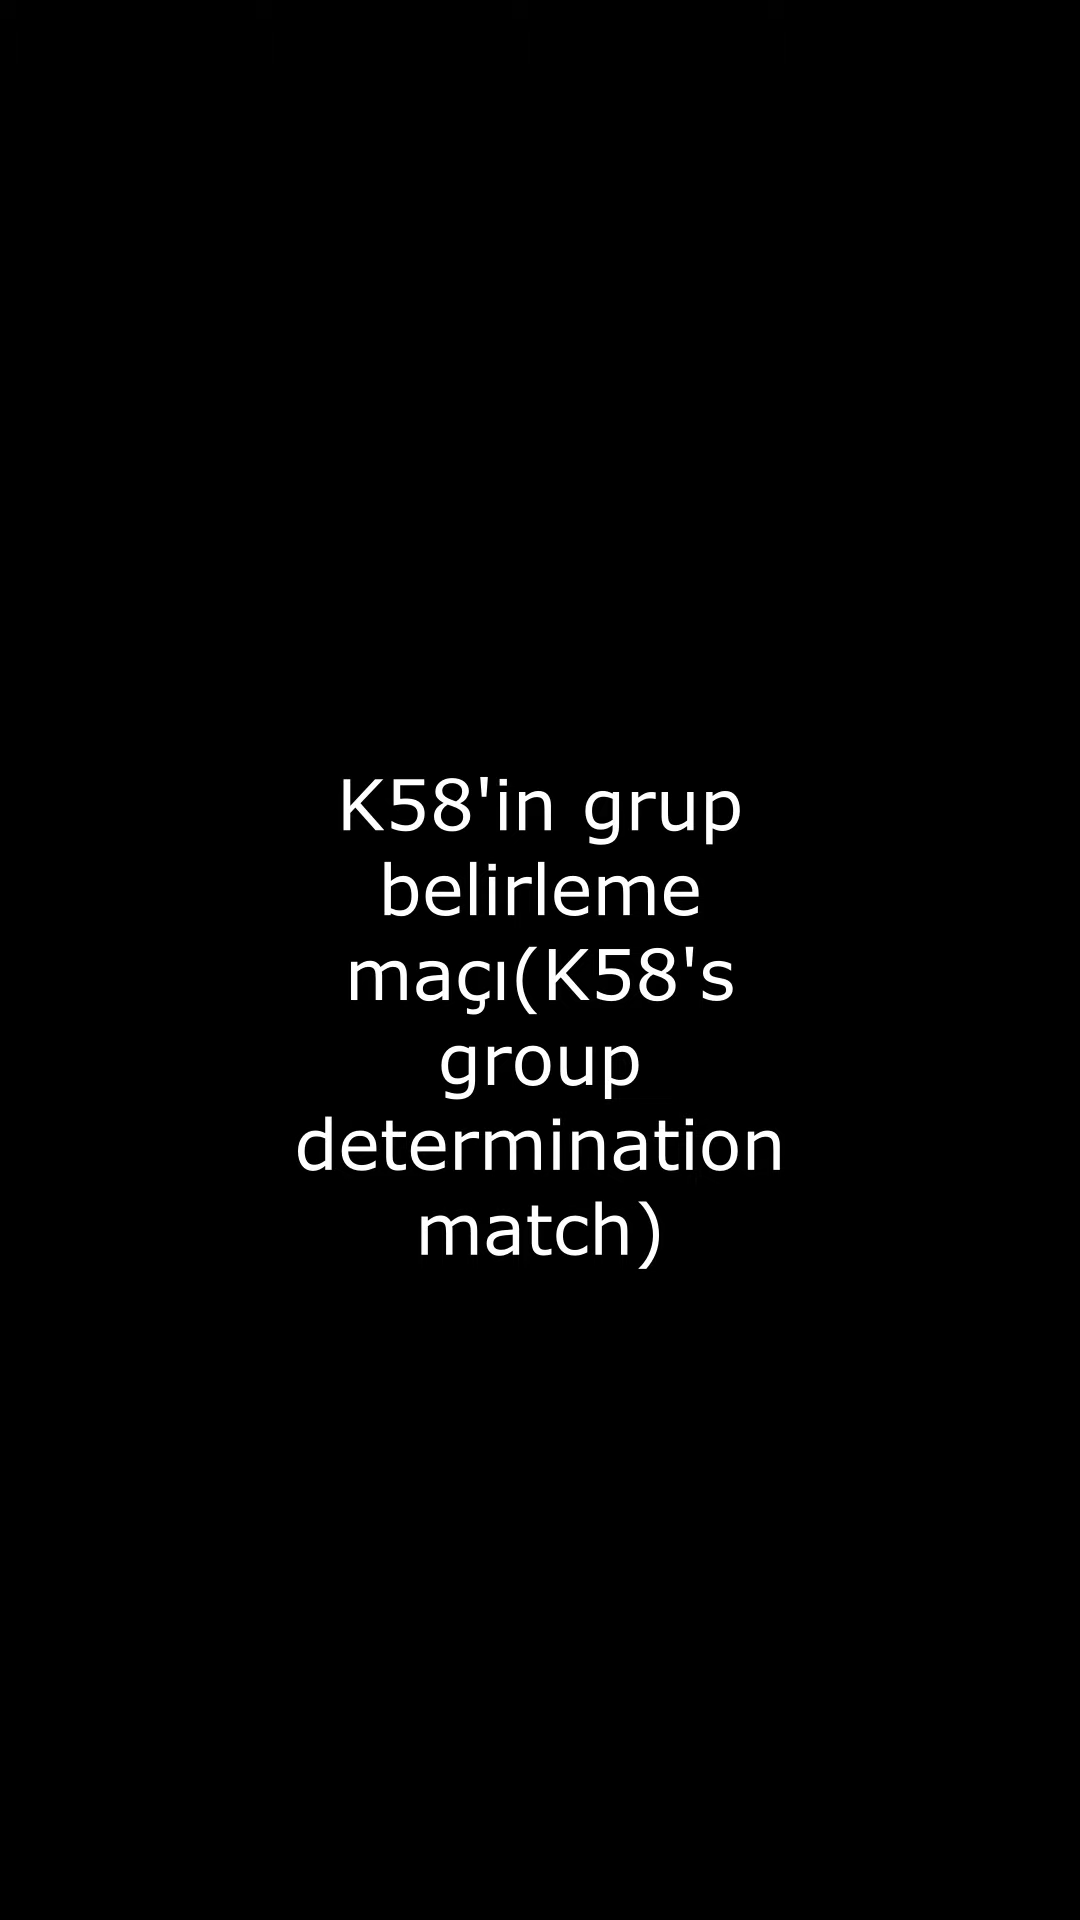 K58'in grup
belirleme
maçı(K58's
group
determination
match)